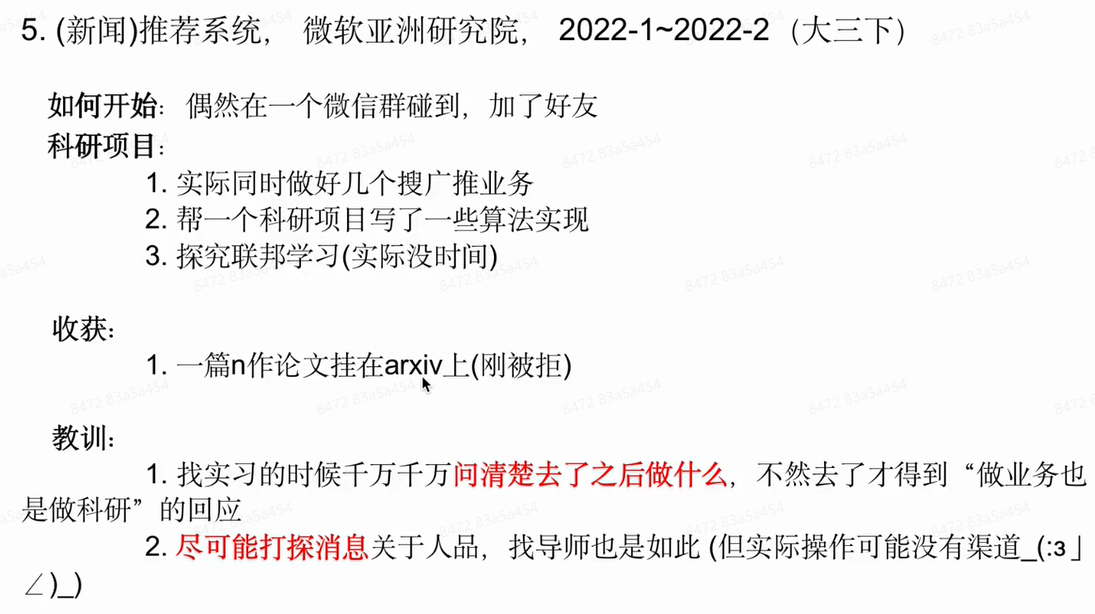 5. (新闻)推荐系统， 微软亚洲研究院， 2022-1~2022-2（大三下）
如何开始： 偶然在一个微信群碰到，加了好友
科研项目：
1. 实际同时做好几个搜广推业务
2. 帮一个科研项目写了一些算法实现
3. 探究联邦学习(实际没时间)
收获：
1. 一篇n作论文挂在arxiv上(刚被拒)
教训：
1. 找实习的时候千万千万问清楚去了之后做什么，不然去了才得到“做业务也
是做科研”的回应
2. 尽可能打探消息关于人品，找导师也是如此 (但实际操作可能没有渠道_(:з」
∠)_)
8472 83a5a454